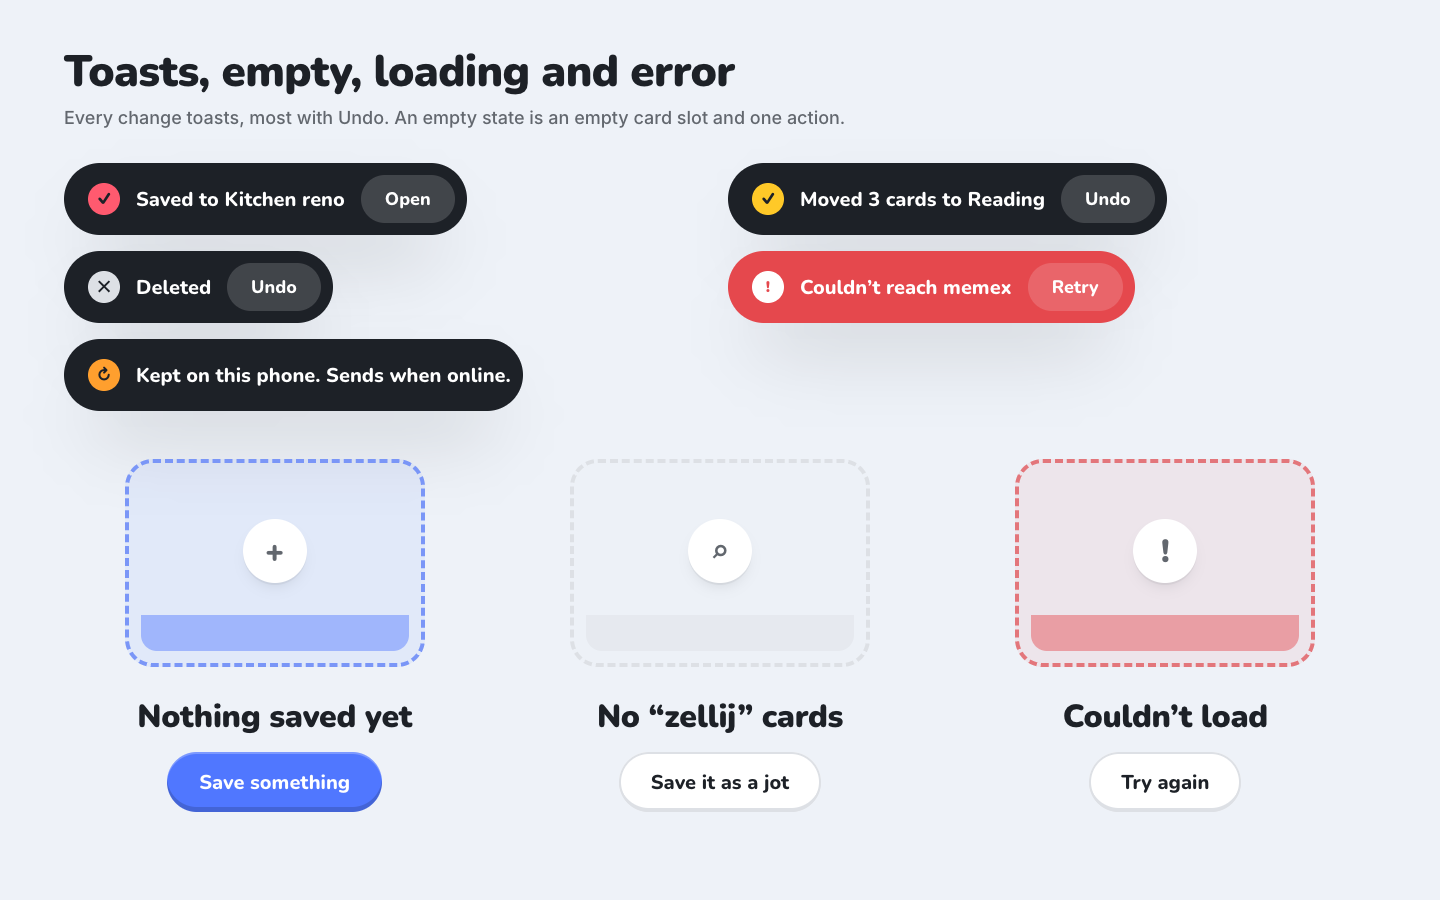 Toasts, empty, loading and error
Every change toasts, most with Undo. An empty state is an empty card slot and one action.
Saved to Kitchen reno
Open
Moved 3 cards to Reading
Undo
Deleted
Undo
Couldn’t reach memex
Retry
Kept on this phone. Sends when online.
Nothing saved yet
No “zellij” cards
Couldn’t load
Save something
Save it as a jot
Try again